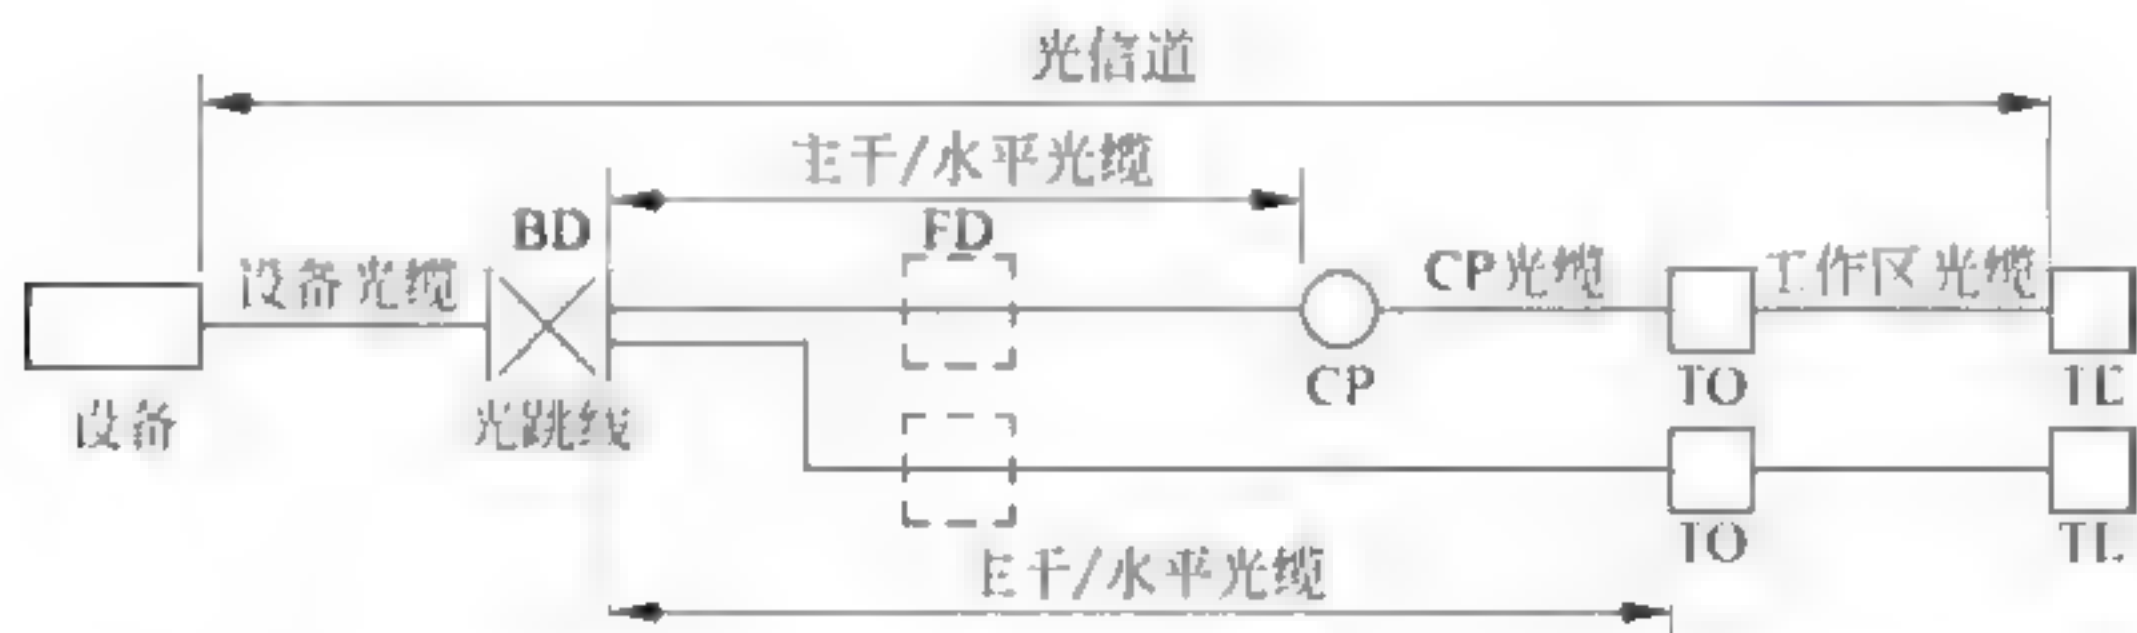 光信道
主干/水平光缆
BD
FD
设备光缆
CP光缆
工作区光缆
设备
光跳线
CP
TO
TE
TO
TE
主干/水平光缆